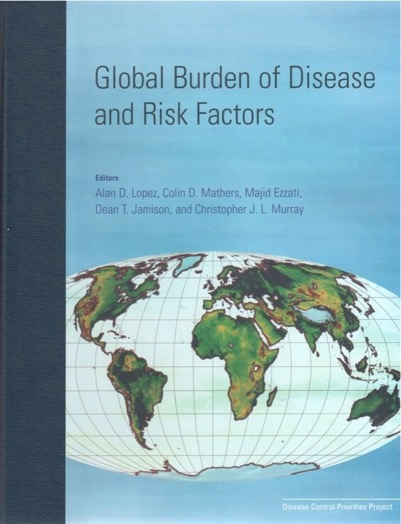 Global Burden of Disease
and Risk Factors
Editors
Alan D. Lopez, Colin D. Mathers, Majid Ezzati,
Dean T. Jamison, and Christopher J. L. Murray
Disease Control Priorities Project